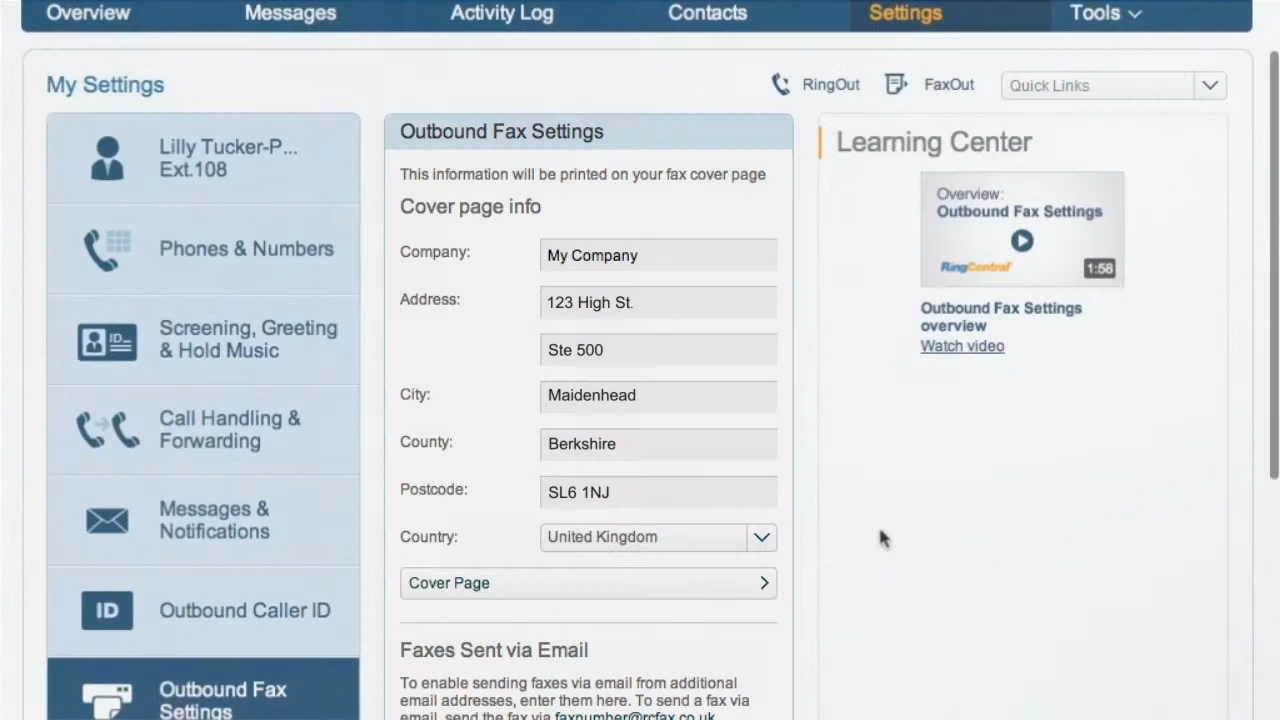 Overview Messages Activity Log Contacts Settings Tools
My Settings
RingOut FaxOut Quick Links
Lilly Tucker-P...
Ext.108
Phones & Numbers
Screening, Greeting
& Hold Music
Call Handling &
Forwarding
Messages &
Notifications
ID
Outbound Caller ID
Outbound Fax
Settings
Outbound Fax Settings
This information will be printed on your fax cover page
Cover page info
Company: My Company
Address: 123 High St.
Ste 500
City: Maidenhead
County: Berkshire
Postcode: SL6 1NJ
Country: United Kingdom
Cover Page
Faxes Sent via Email
To enable sending faxes via email from additional
email addresses, enter them here. To send a fax via
email, send the fax via faxnumber@rcfax.co.uk
Learning Center
Overview:
Outbound Fax Settings
RingCentral
1:58
Outbound Fax Settings
overview
Watch video